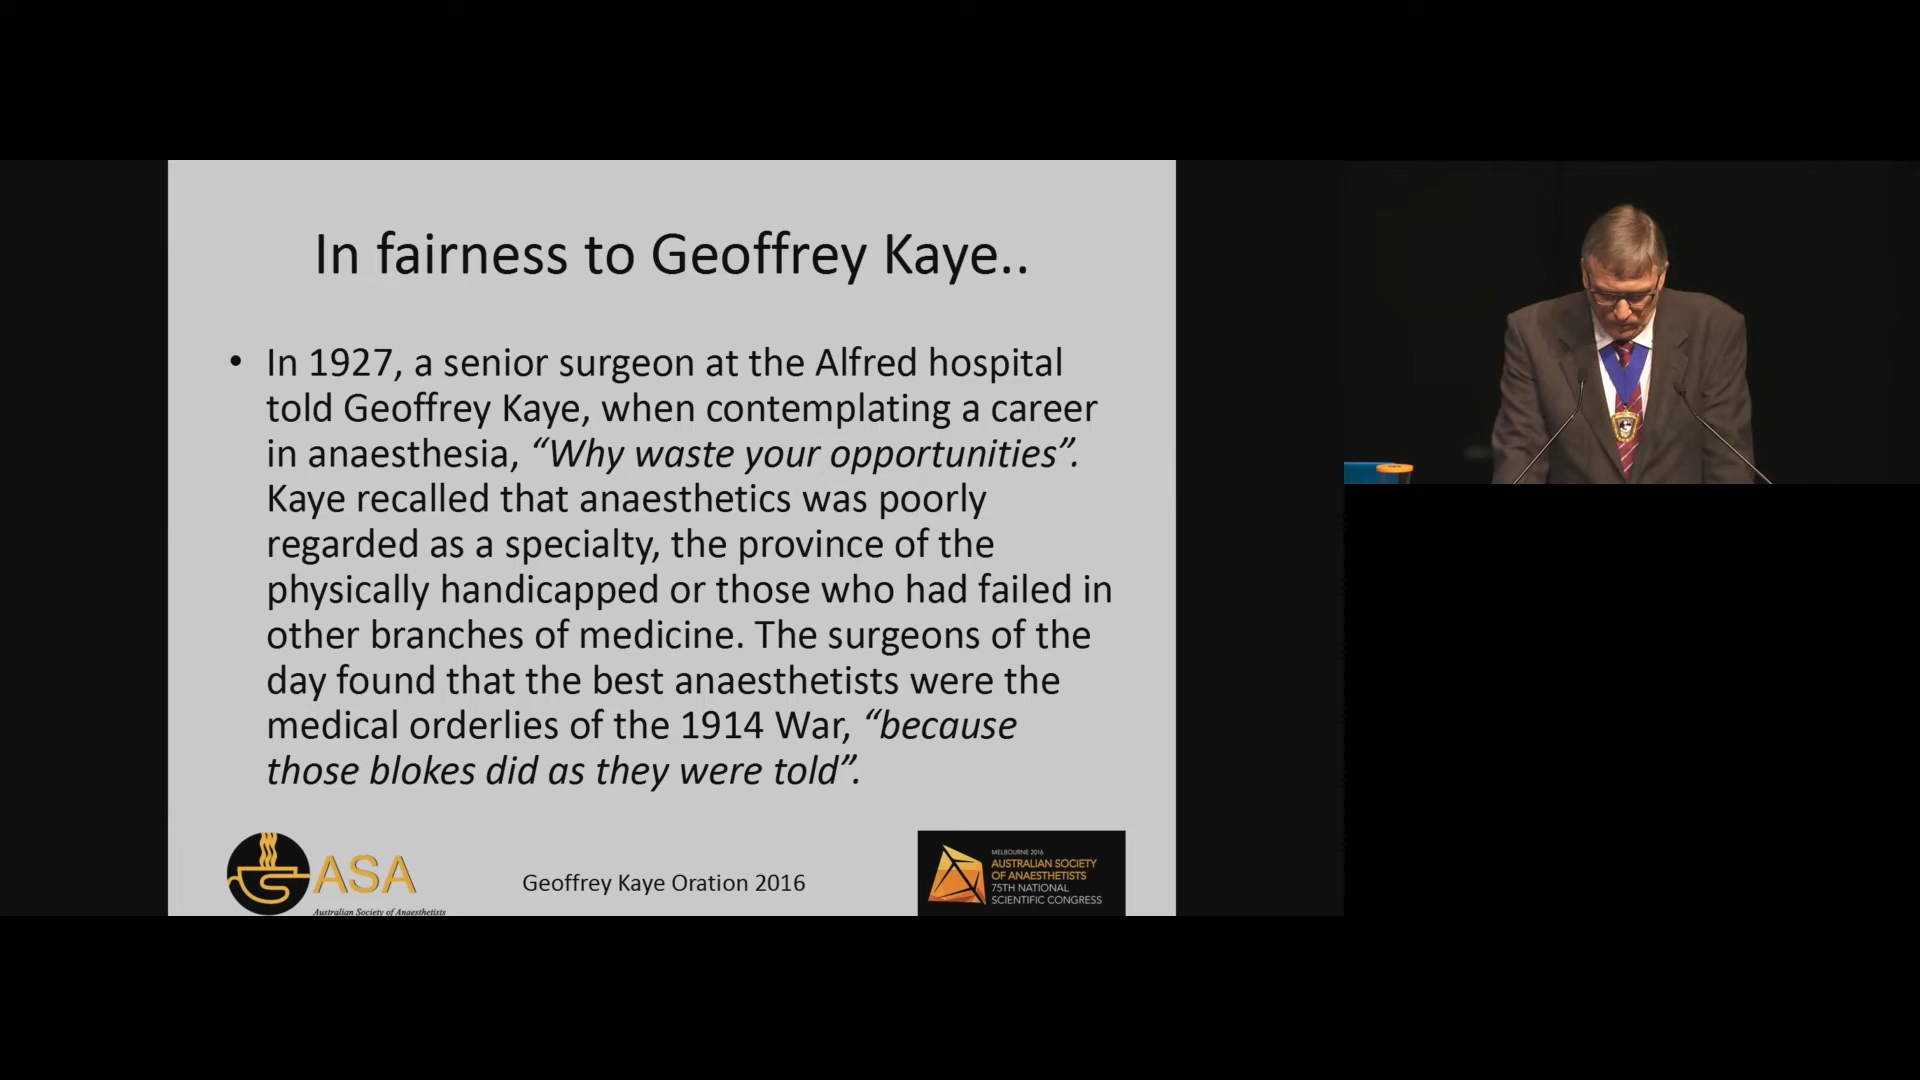 In fairness to Geoffrey Kaye..
• In 1927, a senior surgeon at the Alfred hospital
told Geoffrey Kaye, when contemplating a career
in anaesthesia, “Why waste your opportunities”.
Kaye recalled that anaesthetics was poorly
regarded as a specialty, the province of the
physically handicapped or those who had failed in
other branches of medicine. The surgeons of the
day found that the best anaesthetists were the
medical orderlies of the 1914 War, “because
those blokes did as they were told”.
ASA
Australian Society of Anaesthetists
Geoffrey Kaye Oration 2016
MELBOURNE 2016
AUSTRALIAN SOCIETY
OF ANAESTHETISTS
75TH NATIONAL
SCIENTIFIC CONGRESS